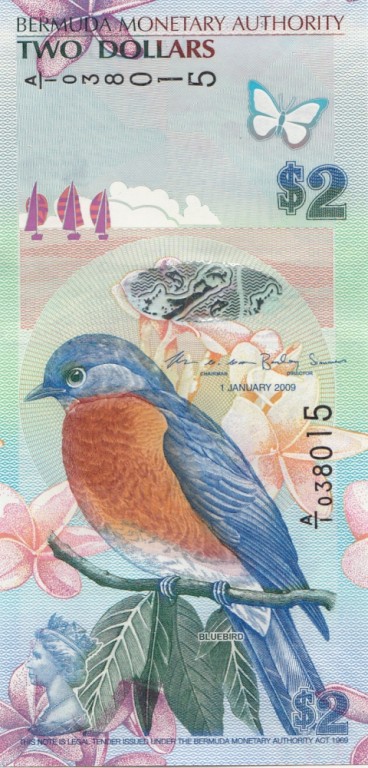 BERMUDA MONETARY AUTHORITY
TWO DOLLARS
A/1 038015
$2
CHAIRMAN DIRECTOR
1 JANUARY 2009
A/1 038015
BLUEBIRD
$2
THIS NOTE IS LEGAL TENDER ISSUED UNDER THE BERMUDA MONETARY AUTHORITY ACT 1969